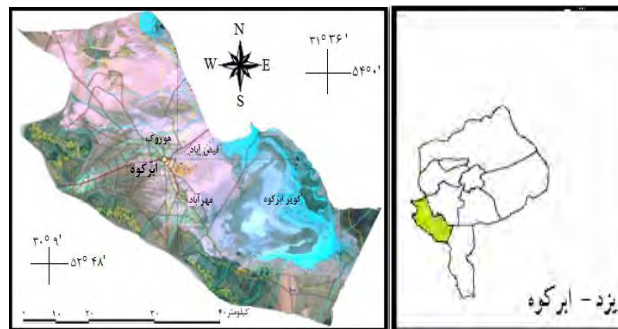 N
W E
S
۳۱° ۳۶'
۵۴° ۰'
هوروک
فیض آباد
ابرکوه
مهرآباد
کویر ابرکوه
۳۰° ۹'
۵۲° ۴۸'
۰ ۱۰ ۲۰ ۳۰ ۴۰ کیلومتر
یزد - ابرکوه